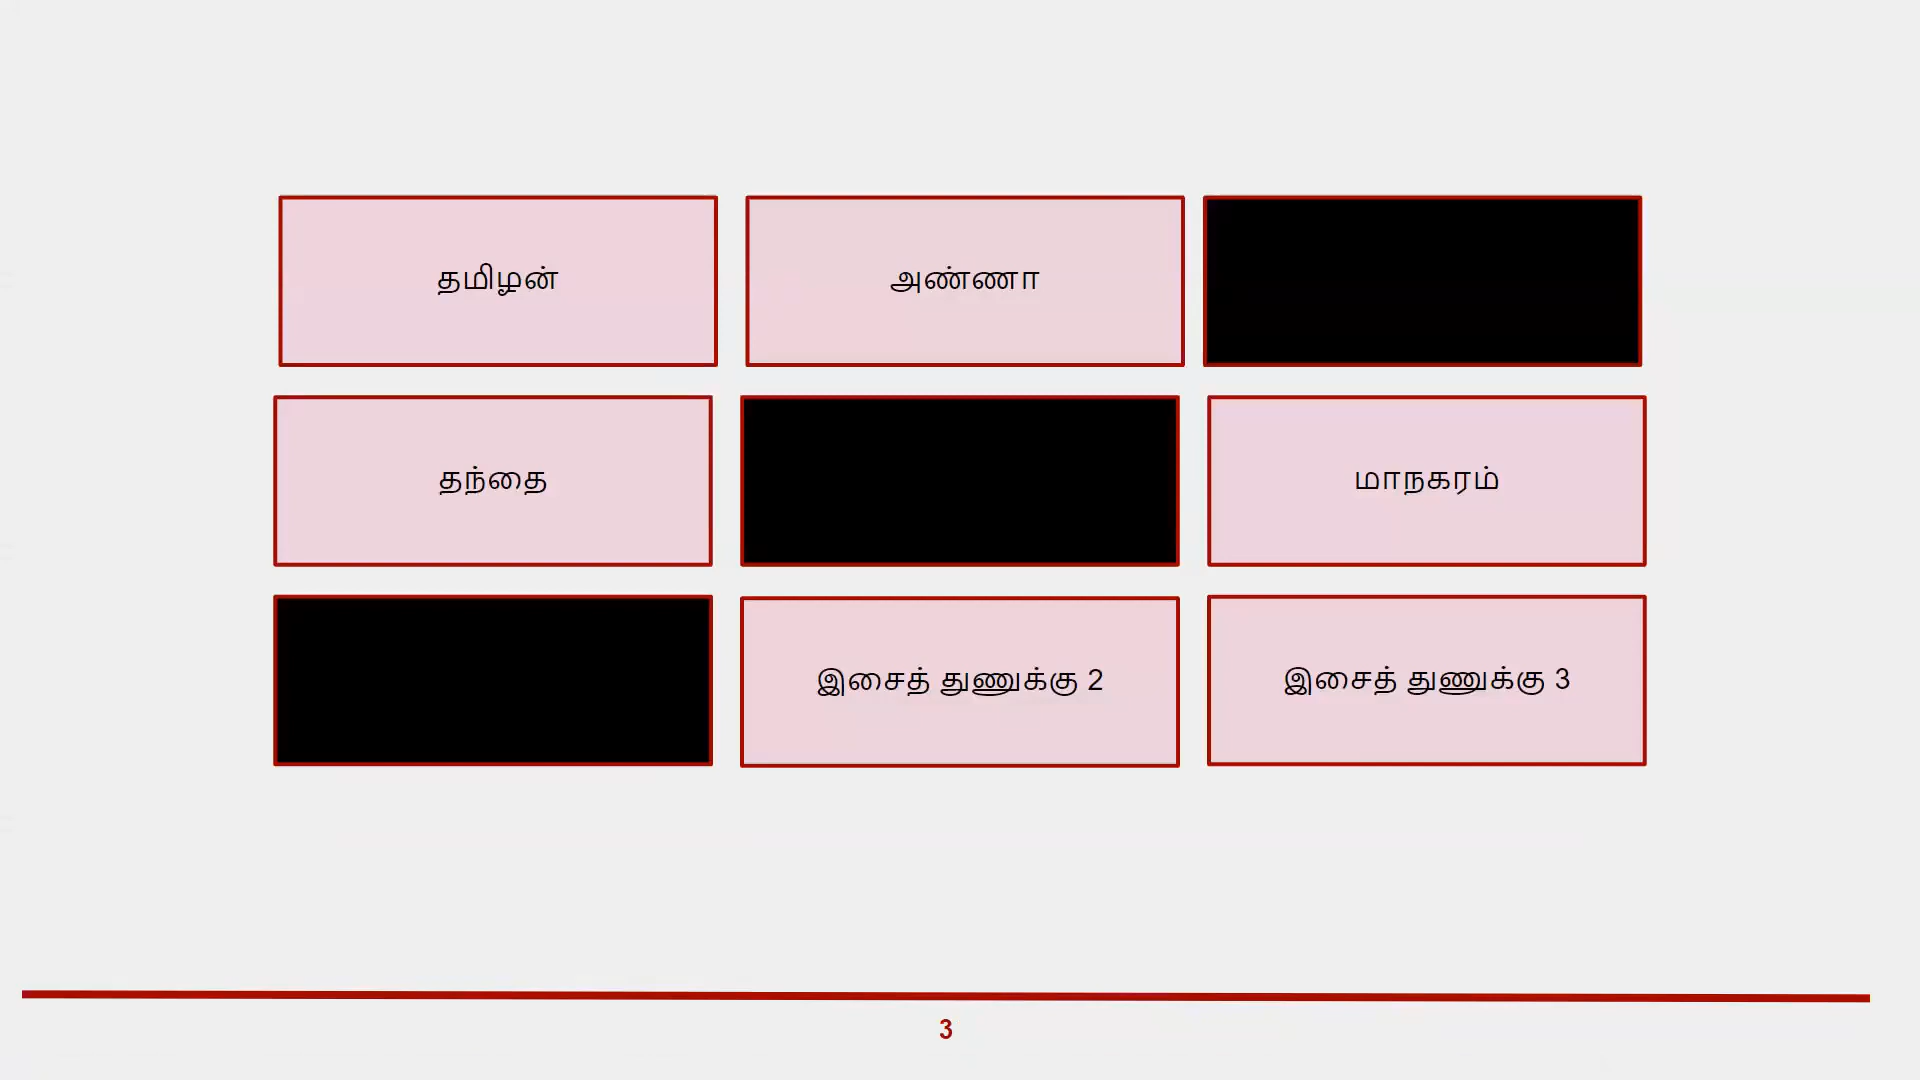 தமிழன்
அண்ணா
தந்தை
மாநகரம்
இசைத் துணுக்கு 2
இசைத் துணுக்கு 3
3